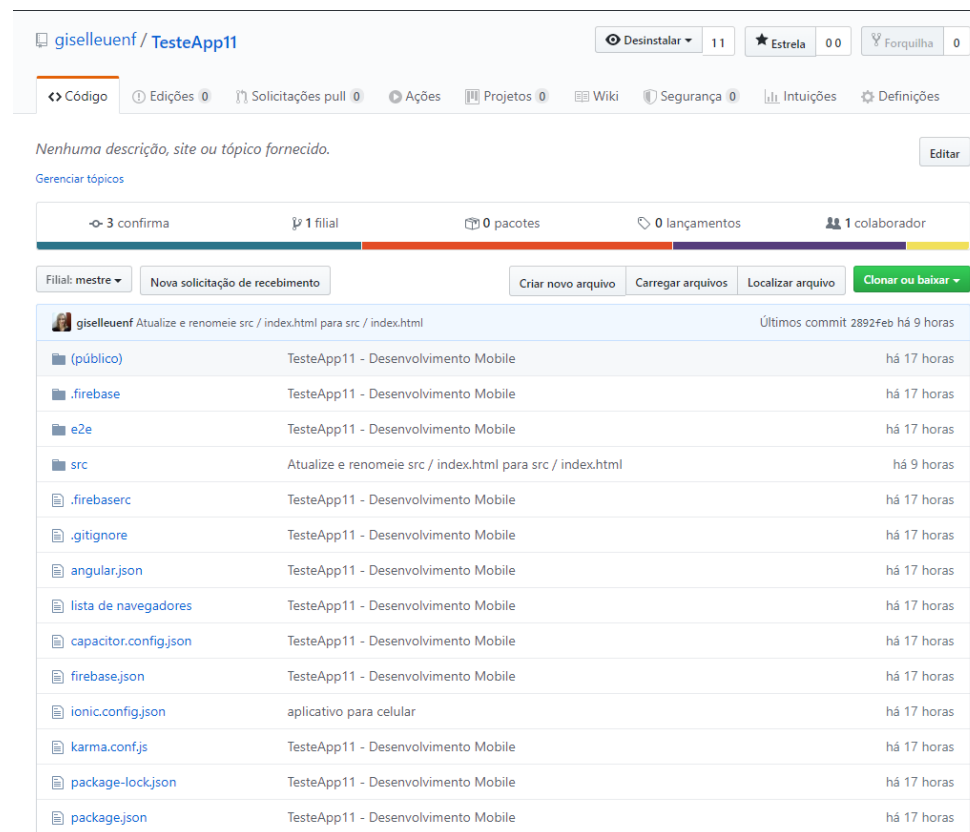 giselleuenf / TesteApp11
Desinstalar 11 Estrela 00 Forquilha 0
Código Edições 0 Solicitações pull 0 Ações Projetos 0 Wiki Segurança 0 Intuições Definições
Nenhuma descrição, site ou tópico fornecido.
Editar
Gerenciar tópicos
3 confirma 1 filial 0 pacotes 0 lançamentos 1 colaborador
Filial: mestre Nova solicitação de recebimento Criar novo arquivo Carregar arquivos Localizar arquivo Clonar ou baixar
giselleuenf Atualize e renomeie src / index.html para src / index.html Últimos commit 2892feb há 9 horas
(público) TesteApp11 - Desenvolvimento Mobile há 17 horas
.firebase TesteApp11 - Desenvolvimento Mobile há 17 horas
e2e TesteApp11 - Desenvolvimento Mobile há 17 horas
src Atualize e renomeie src / index.html para src / index.html há 9 horas
.firebaserc TesteApp11 - Desenvolvimento Mobile há 17 horas
.gitignore TesteApp11 - Desenvolvimento Mobile há 17 horas
angular.json TesteApp11 - Desenvolvimento Mobile há 17 horas
lista de navegadores TesteApp11 - Desenvolvimento Mobile há 17 horas
capacitor.config.json TesteApp11 - Desenvolvimento Mobile há 17 horas
firebase.json TesteApp11 - Desenvolvimento Mobile há 17 horas
ionic.config.json aplicativo para celular há 17 horas
karma.conf.js TesteApp11 - Desenvolvimento Mobile há 17 horas
package-lock.json TesteApp11 - Desenvolvimento Mobile há 17 horas
package.json TesteApp11 - Desenvolvimento Mobile há 17 horas